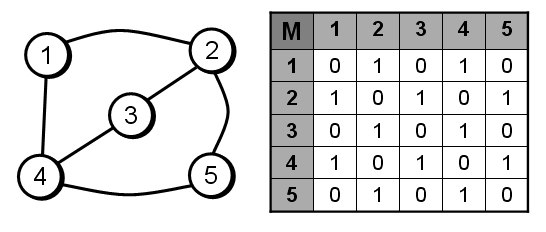 1
2
3
4
5
M 1 2 3 4 5
1 0 1 0 1 0
2 1 0 1 0 1
3 0 1 0 1 0
4 1 0 1 0 1
5 0 1 0 1 0